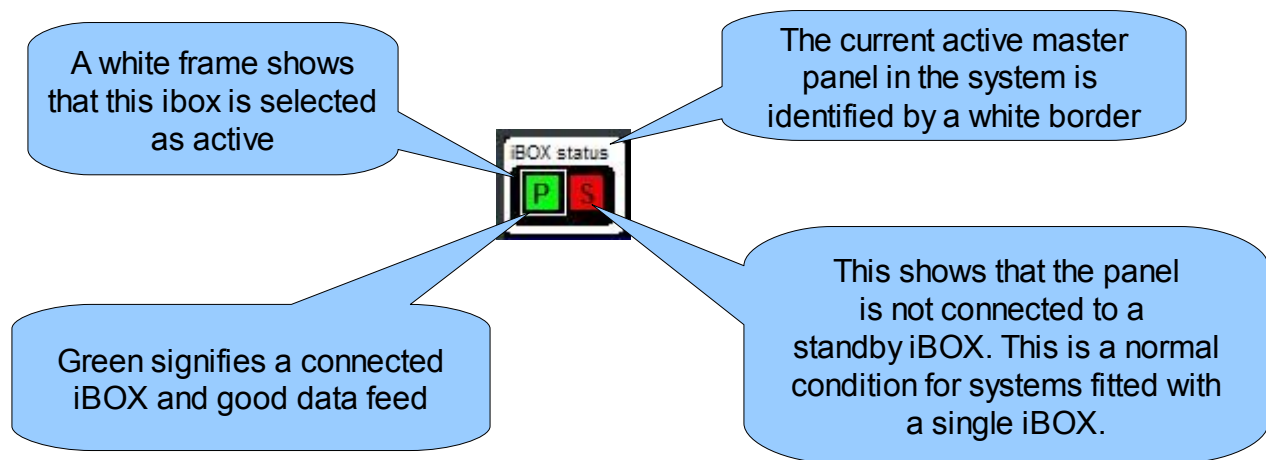 A white frame shows
that this ibox is selected
as active
The current active master
panel in the system is
identified by a white border
iBOX status
P S
Green signifies a connected
iBOX and good data feed
This shows that the panel
is not connected to a
standby iBOX. This is a normal
condition for systems fitted with
a single iBOX.